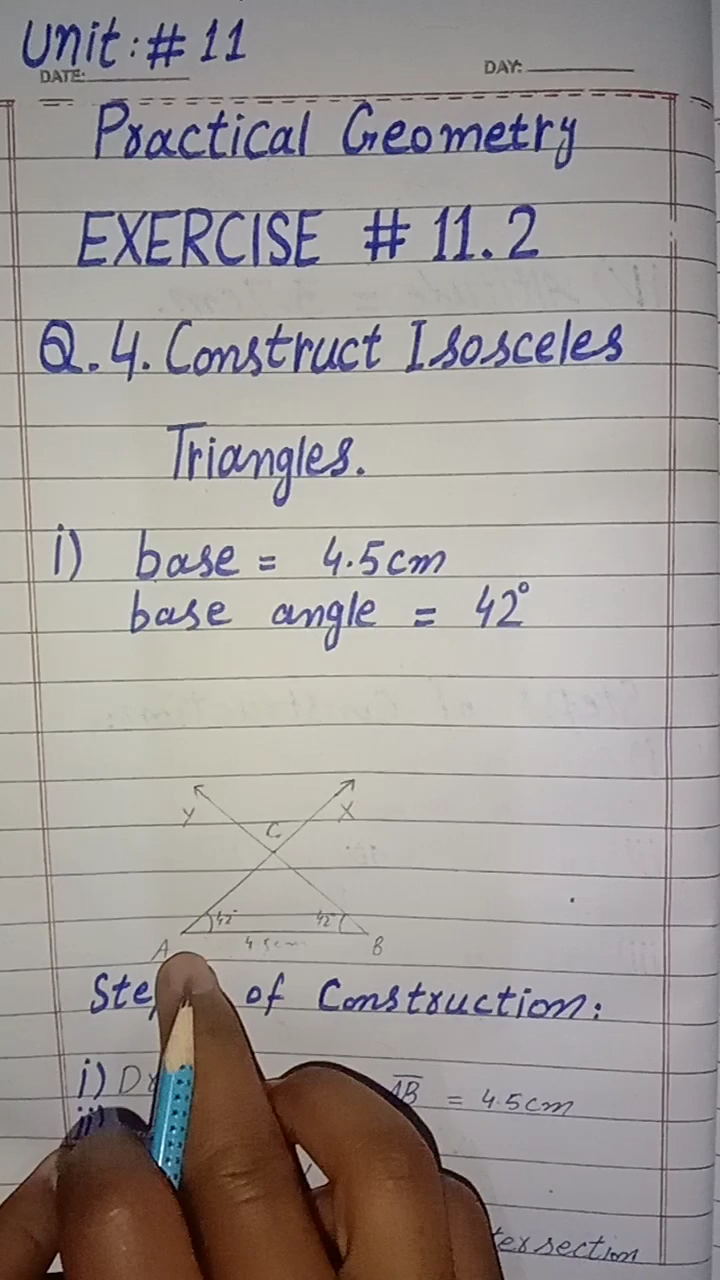 Unit: # 11
DATE: DAY:
Practical Geometry
EXERCISE # 11.2
Q.4. Construct Isosceles
Triangles.
i) base = 4.5cm
base angle = 42°
Y C X
42° 42°
A 4.5cm B
of Construction:
i) AB = 4.5cm
ii)